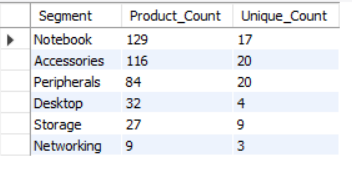 Segment Product_Count Unique_Count
Notebook 129 17
Accessories 116 20
Peripherals 84 20
Desktop 32 4
Storage 27 9
Networking 9 3